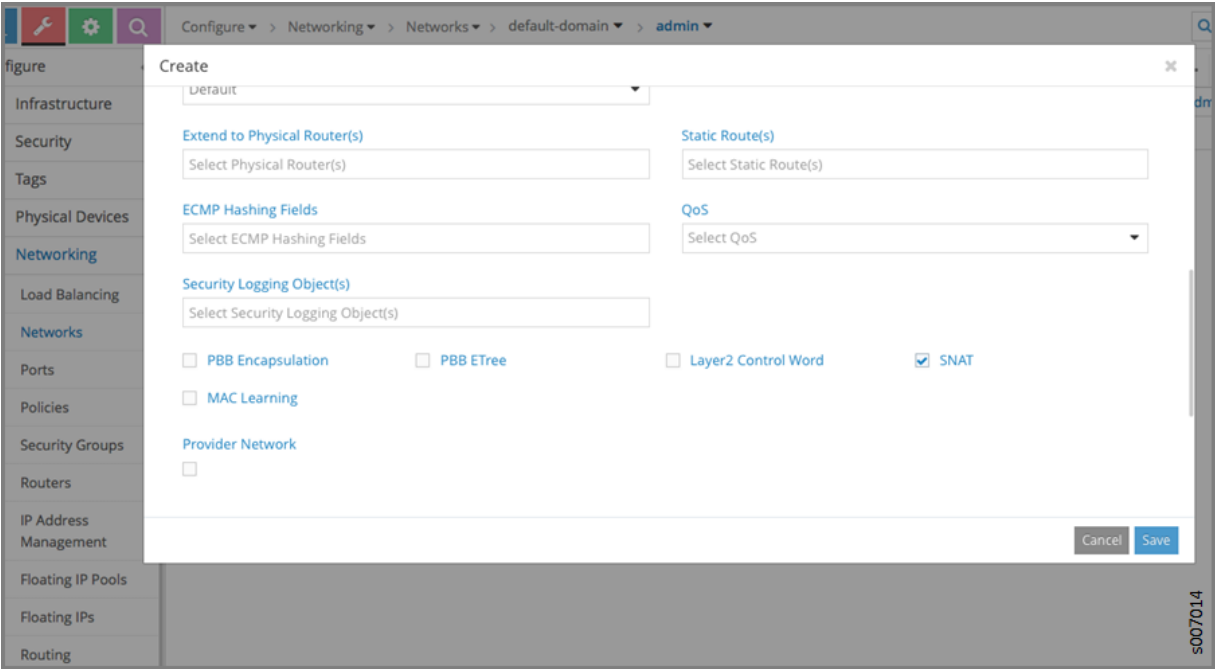 Configure > Networking > Networks > default-domain > admin
figure
Infrastructure
Security
Tags
Physical Devices
Networking
Load Balancing
Networks
Ports
Policies
Security Groups
Routers
IP Address
Management
Floating IP Pools
Floating IPs
Routing
Create
Default
Extend to Physical Router(s)
Select Physical Router(s)
Static Route(s)
Select Static Route(s)
ECMP Hashing Fields
Select ECMP Hashing Fields
QoS
Select QoS
Security Logging Object(s)
Select Security Logging Object(s)
PBB Encapsulation
PBB ETree
Layer2 Control Word
SNAT
MAC Learning
Provider Network
Cancel
Save
s007014